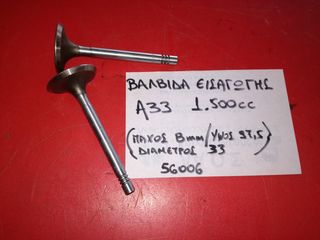 ΒΑΛΒΙΔΑ ΕΙΣΑΓΩΓΗΣ
Α33 1.500cc
(ΠΑΧΟΣ 8mm/ΥΨΟΣ 97,5)
ΔΙΑΜΕΤΡΟΣ 33
56006